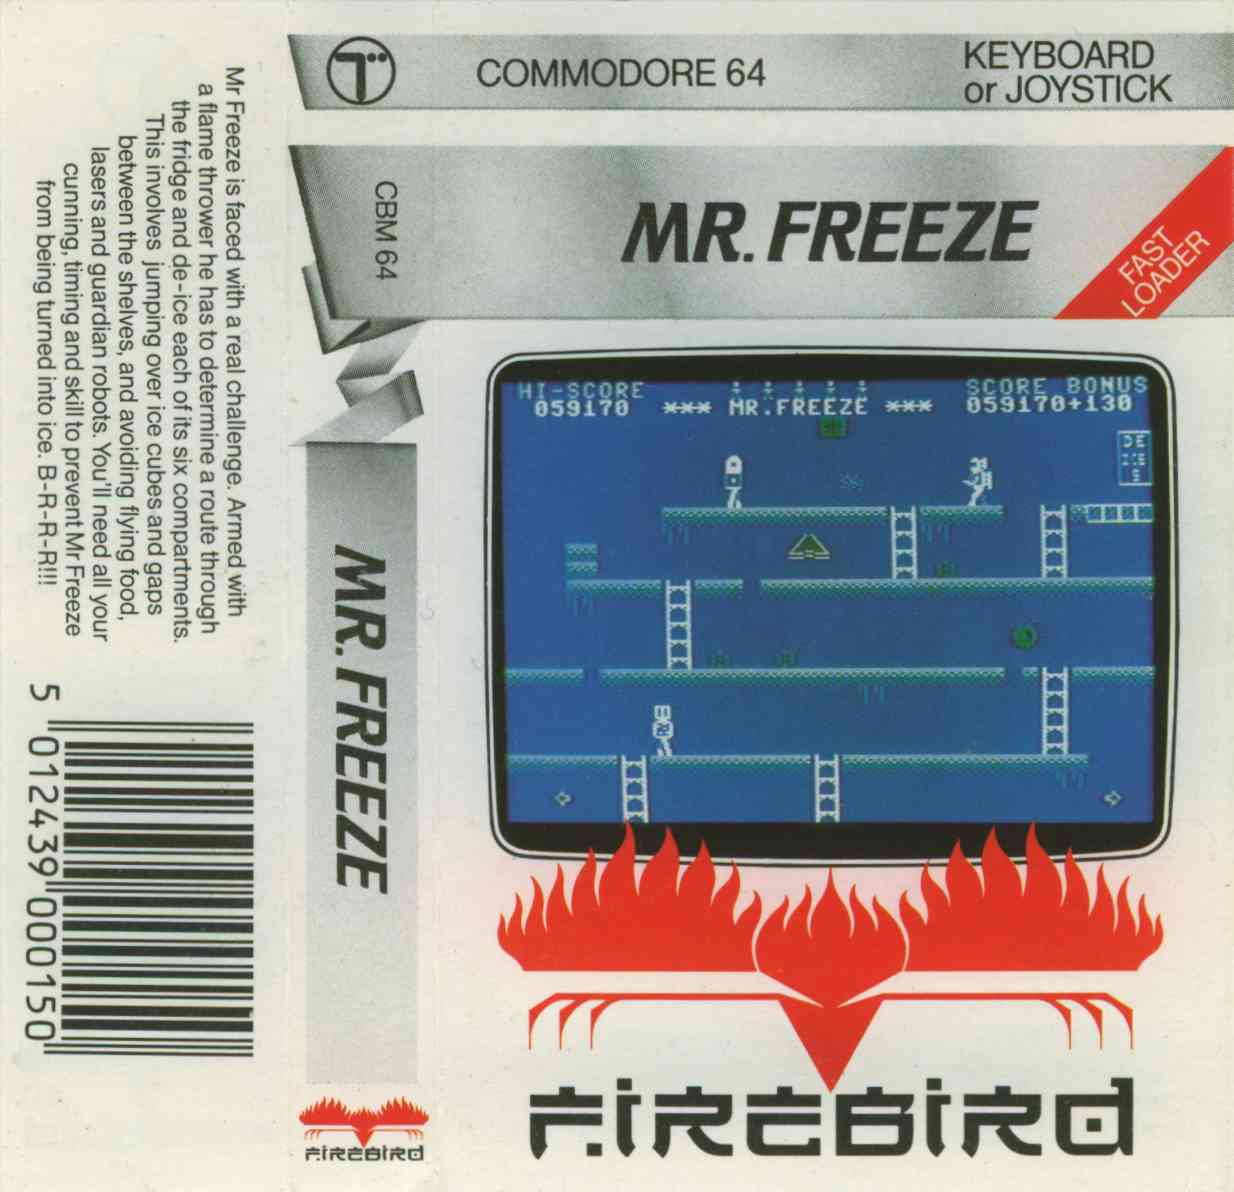 COMMODORE 64
KEYBOARD
or JOYSTICK
CBM 64
MR. FREEZE
FAST
LOADER
HI-SCORE
SCORE BONUS
059170 *** MR.FREEZE *** 059170+130
DE
ICE
R
MR. FREEZE
FIREBIRD
FIREBIRD
Mr Freeze is faced with a real challenge. Armed with
a flame thrower he has to determine a route through
the fridge and de-ice each of its six compartments.
This involves jumping over ice cubes and gaps
between the shelves, and avoiding flying food,
lasers and guardian robots. You'll need all your
cunning, timing and skill to prevent Mr Freeze
from being turned into ice. B-R-R-R!!!
5 012439 000150